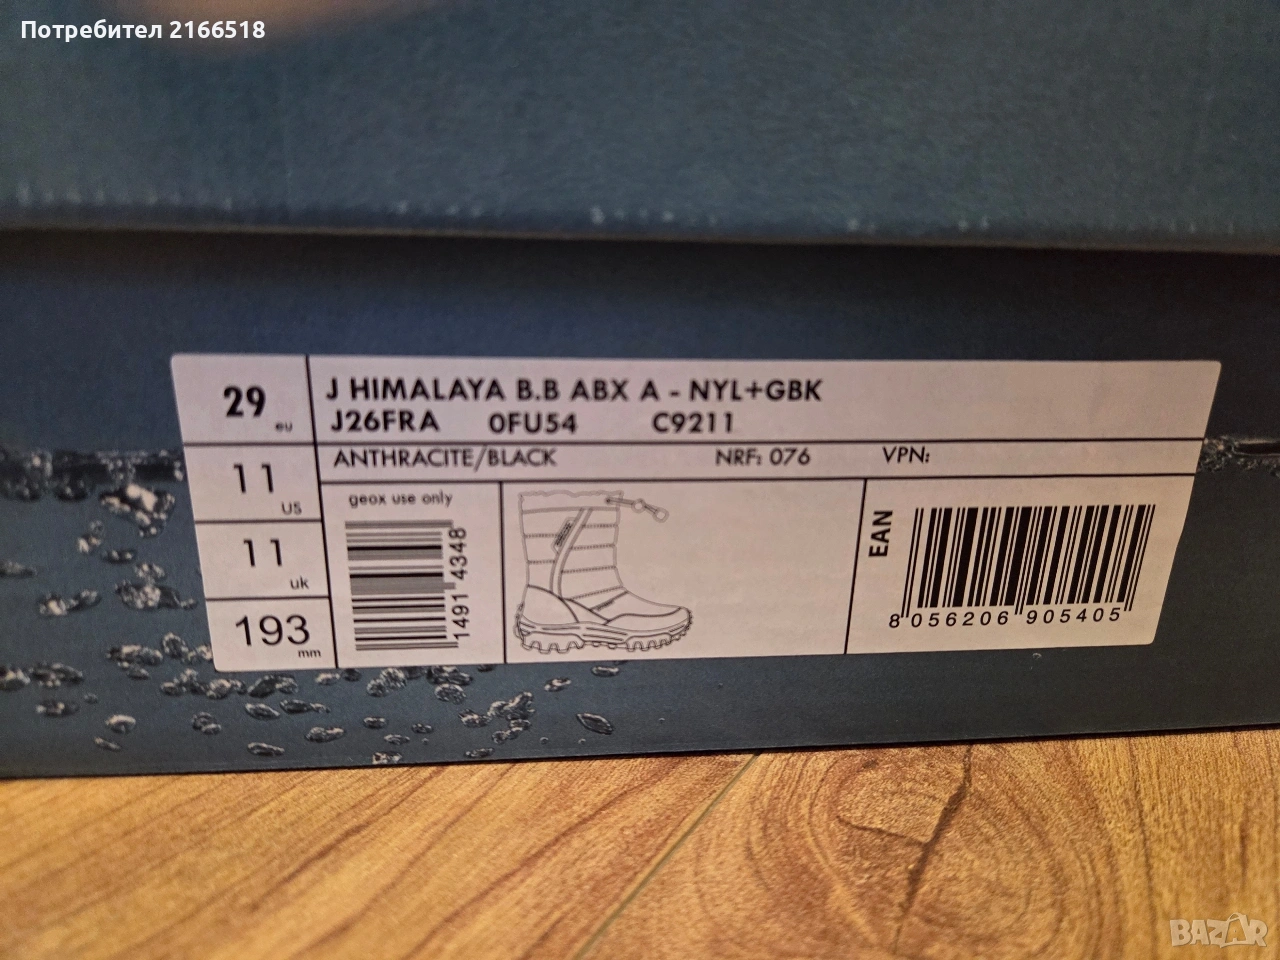 Потребител 2166518
29 eu
J HIMALAYA B.B ABX A - NYL+GBK
J26FRA 0FU54 C9211
11 US
ANTHRACITE/BLACK NRF: 076 VPN:
11 uk
193 mm
geox use only
1491 4348
EAN
8 056206 905405
BAZAR